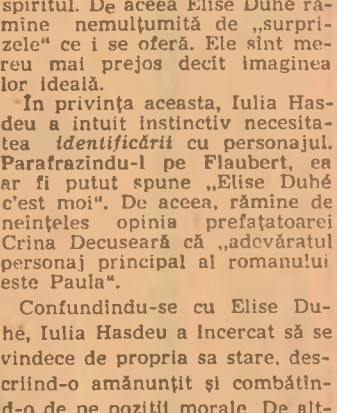 spiritul. De aceea Elise Duhé ră-
mîne nemulțumită de „surpri-
zele“ ce i se oferă. Ele sînt me-
reu mai prejos decît imaginea
lor ideală.
În privința aceasta, Iulia Has-
deu a intuit instinctiv necesita-
tea identificării cu personajul.
Parafrazîndu-l pe Flaubert, ea
ar fi putut spune „Elise Duhé
c'est moi“. De aceea, rămîne de
neînțeles opinia prefațatoarei
Crina Decuseară că „adevăratul
personaj principal al romanului
este Paula“.
Confundîndu-se cu Elise Du-
he, Iulia Hasdeu a încercat să se
vindece de propria sa stare, des-
criind-o amănunțit și combătîn-
d-o de pe poziții morale. De alt-